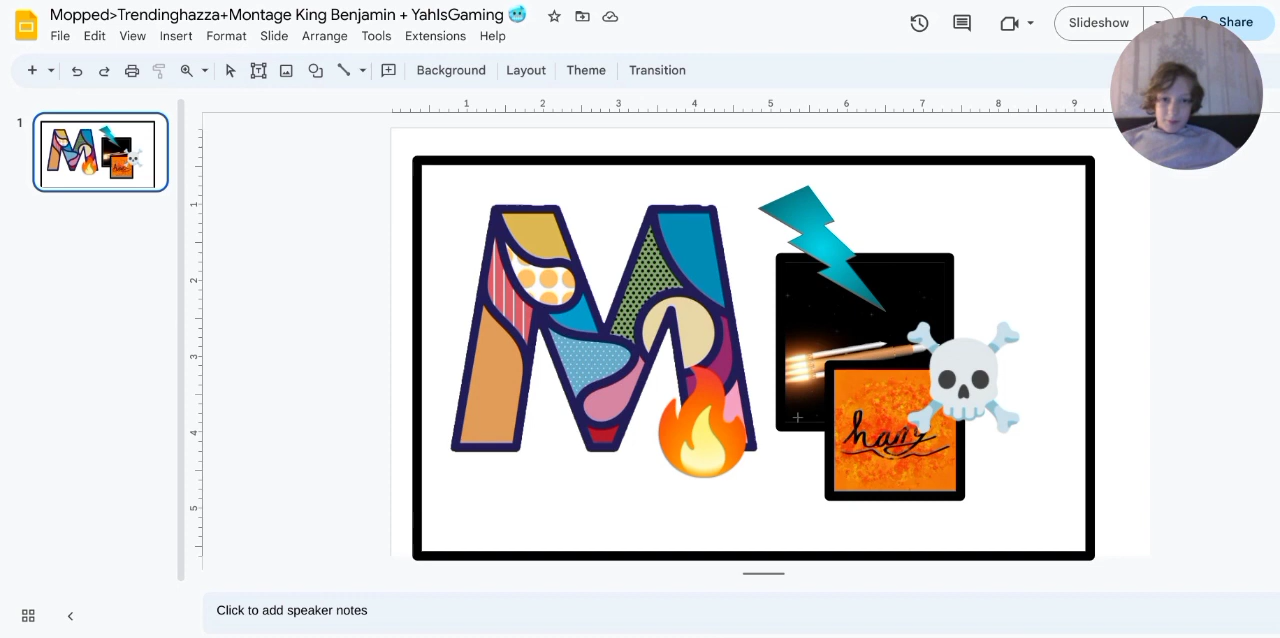 Mopped>Trendinghazza+Montage King Benjamin + YahIsGaming 🥶
File Edit View Insert Format Slide Arrange Tools Extensions Help
Slideshow
Share
Background Layout Theme Transition
1 2 3 4 5 6 7 8 9
1
1
2
3
4
5
M
Click to add speaker notes